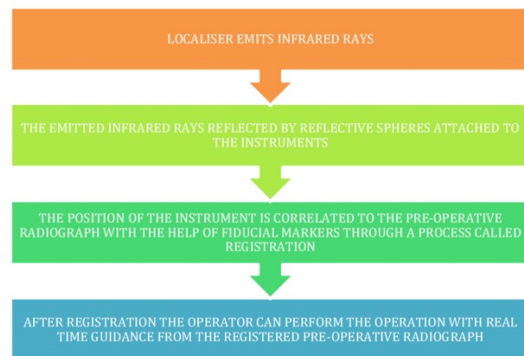 LOCALISER EMITS INFRARED RAYS
THE EMITTED INFRARED RAYS REFLECTED BY REFLECTIVE SPHERES ATTACHED TO
THE INSTRUMENTS
THE POSITION OF THE INSTRUMENT IS CORRELATED TO THE PRE-OPERATIVE
RADIOGRAPH WITH THE HELP OF FIDUCIAL MARKERS THROUGH A PROCESS CALLED
REGISTRATION
AFTER REGISTRATION THE OPERATOR CAN PERFORM THE OPERATION WITH REAL
TIME GUIDANCE FROM THE REGISTERED PRE-OPERATIVE RADIOGRAPH